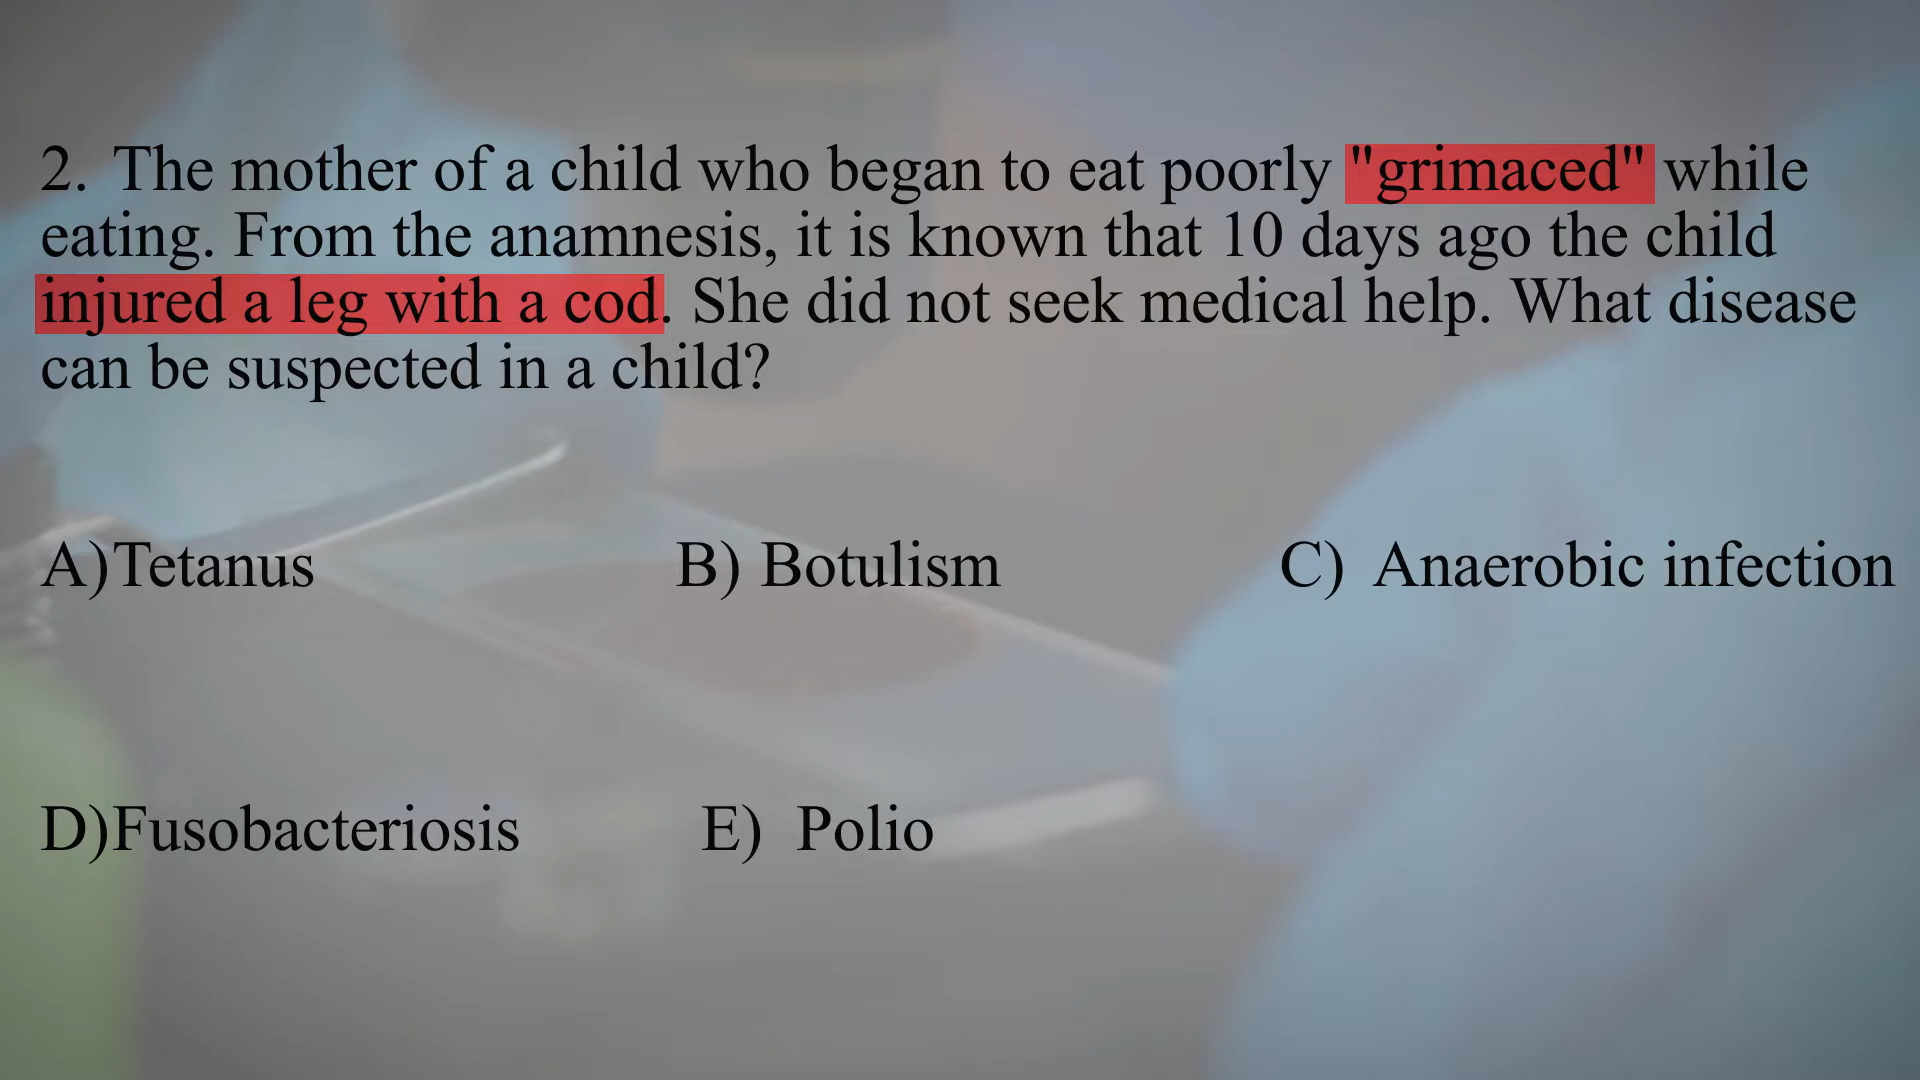 2. The mother of a child who began to eat poorly "grimaced" while
eating. From the anamnesis, it is known that 10 days ago the child
injured a leg with a cod. She did not seek medical help. What disease
can be suspected in a child?
A)Tetanus
B) Botulism
C) Anaerobic infection
D)Fusobacteriosis
E) Polio